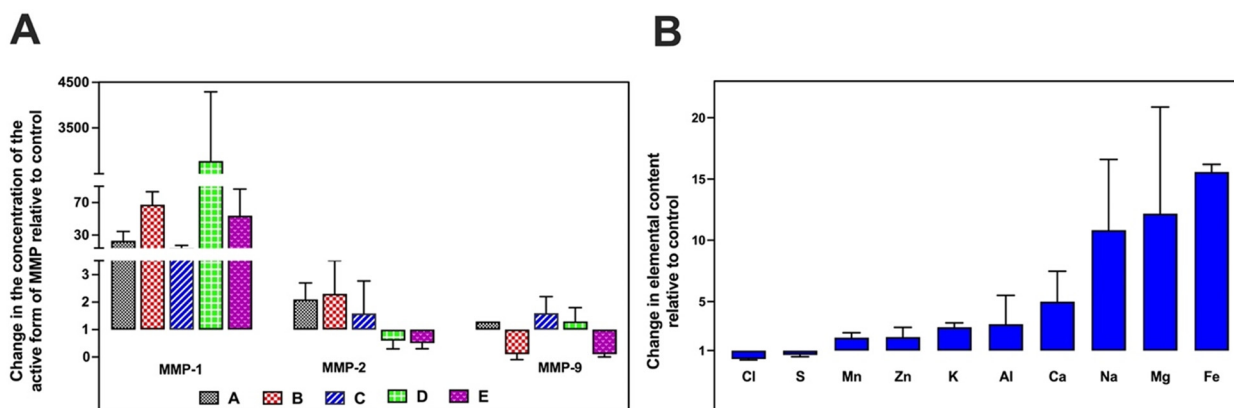 A
Change in the concentration of the
active form of MMP relative to control
4500
3500
70
30
3
2
1
0
MMP-1 MMP-2 MMP-9
A B C D E
B
Change in elemental content
relative to control
20
15
10
5
1
Cl S Mn Zn K Al Ca Na Mg Fe